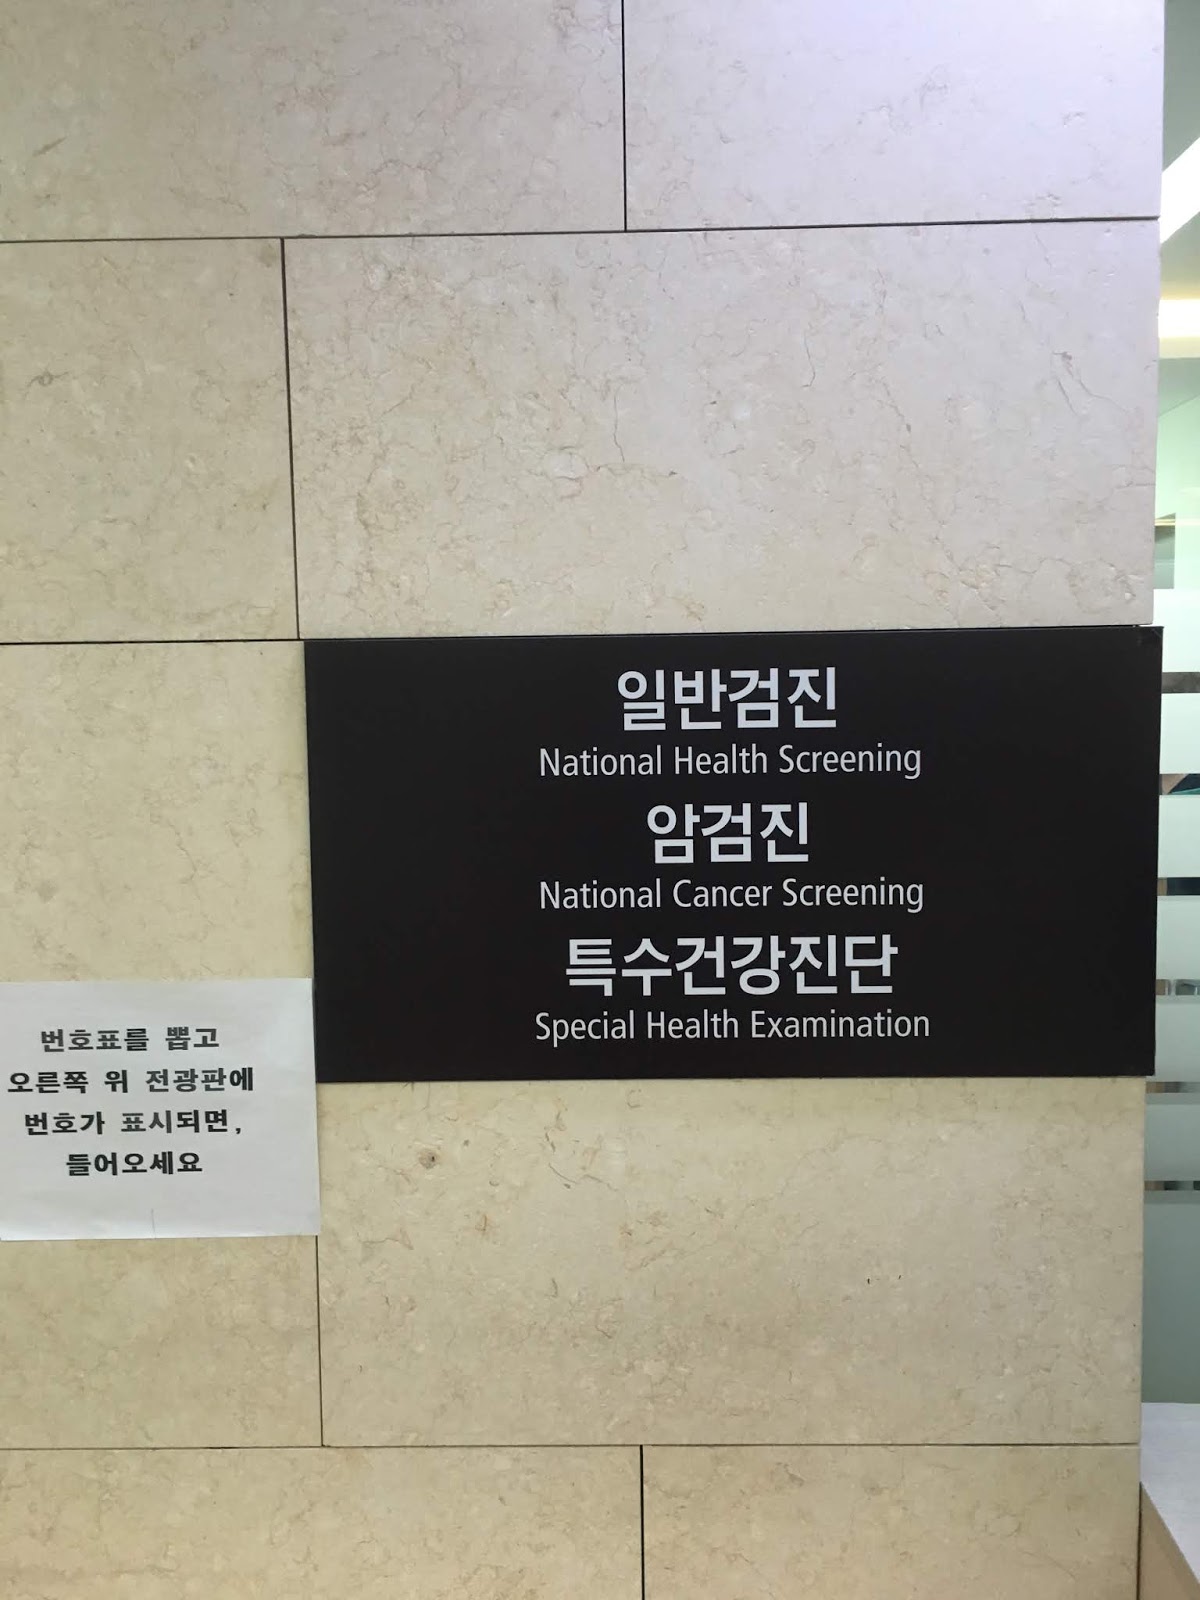 일반검진
National Health Screening
암검진
National Cancer Screening
특수건강진단
Special Health Examination
번호표를 뽑고
오른쪽 위 전광판에
번호가 표시되면,
들어오세요